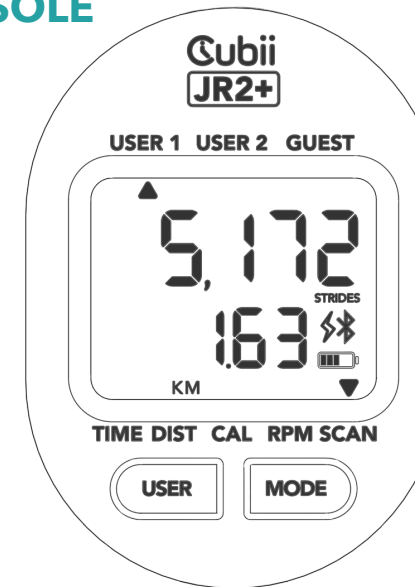 SOLE
Cubii
JR2+
USER 1 USER 2 GUEST
5,172
STRIDES
1.63
KM
TIME DIST CAL RPM SCAN
USER MODE